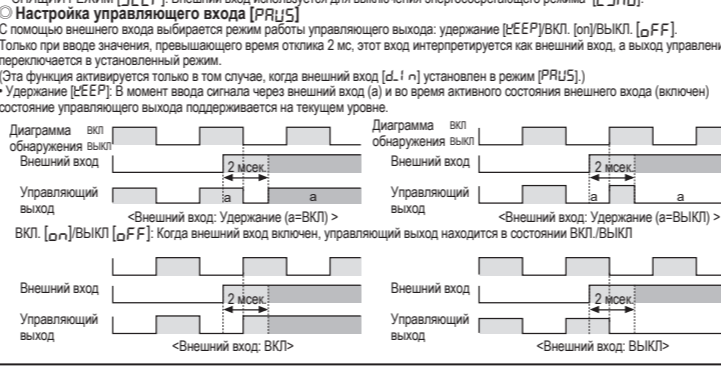 ◎ Настройка управляющего входа [PAUS]
С помощью внешнего входа выбирается режим работы управляющего выхода: удержание [KEEP]/ВКЛ. [on]/ВЫКЛ. [oFF].
Только при вводе значения, превышающего время отклика 2 мс, этот вход интерпретируется как внешний вход, а выход управлени
переключается в установленный режим.
(Эта функция активируется только в том случае, когда внешний вход [d-In] установлен в режим [PAUS].)
• Удержание [KEEP]: В момент ввода сигнала через внешний вход (а) и во время активного состояния внешнего входа (включен)
состояние управляющего выхода поддерживается на текущем уровне.
Диаграмма обнаружения
вкл
выкл
Внешний вход
2 мсек.
Управляющий выход
a
a
<Внешний вход: Удержание (а=ВКЛ) >
Диаграмма обнаружения
вкл
выкл
Внешний вход
2 мсек.
Управляющий выход
a
a
<Внешний вход: Удержание (а=ВЫКЛ) >
ВКЛ. [on]/ВЫКЛ [oFF]: Когда внешний вход включен, управляющий выход находится в состоянии ВКЛ./ВЫКЛ
Внешний вход
2 мсек.
Управляющий выход
<Внешний вход: ВКЛ>
Внешний вход
2 мсек.
Управляющий выход
<Внешний вход: ВЫКЛ>